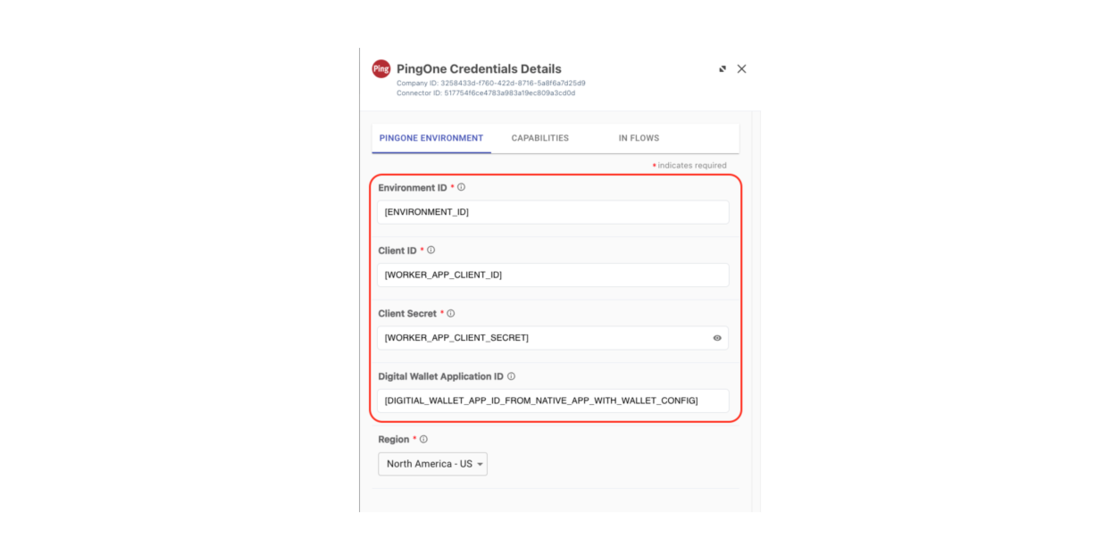 Ping PingOne Credentials Details
Company ID: 3258433d-f760-422d-8716-5a8f6a7d25d9
Connector ID: 517754f6ce4783a983a19ec809a3cd0d
PINGONE ENVIRONMENT CAPABILITIES IN FLOWS
* indicates required
Environment ID *
[ENVIRONMENT_ID]
Client ID *
[WORKER_APP_CLIENT_ID]
Client Secret *
[WORKER_APP_CLIENT_SECRET]
Digital Wallet Application ID
[DIGITIAL_WALLET_APP_ID_FROM_NATIVE_APP_WITH_WALLET_CONFIG]
Region *
North America - US